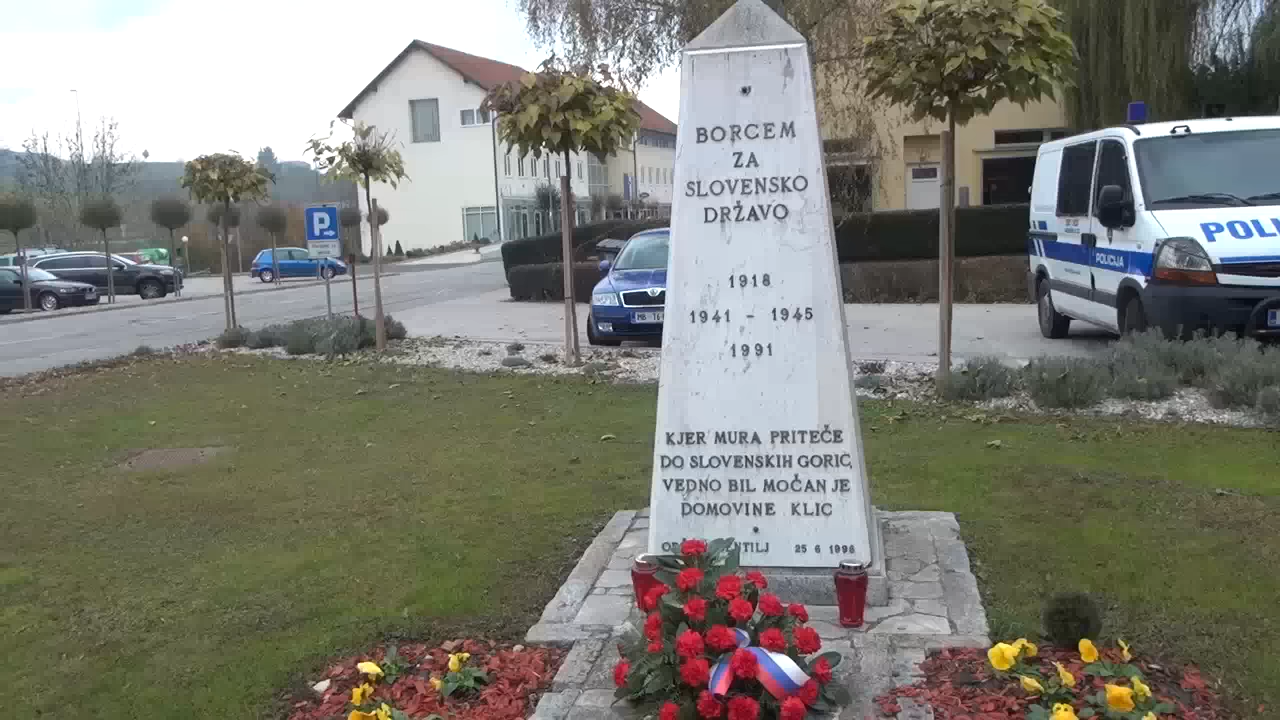 BORCEM
ZA
SLOVENSKO
DRŽAVO
1918
1941 - 1945
1991
KJER MURA PRITEČE
DO SLOVENSKIH GORIC,
VEDNO BIL MOČAN JE
DOMOVINE KLIC
25 6 1998
P
POLICIJA